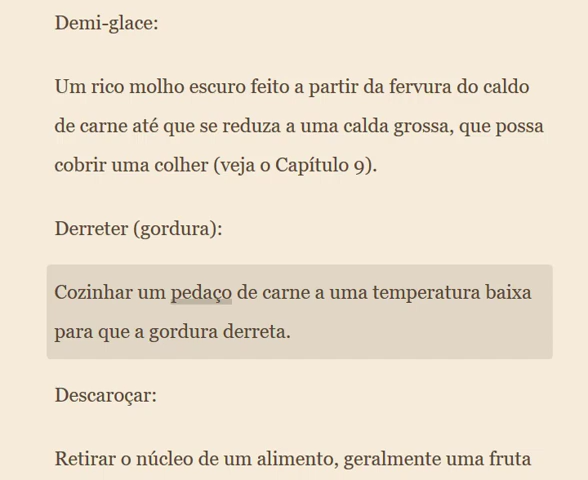 Demi-glace:
Um rico molho escuro feito a partir da fervura do caldo
de carne até que se reduza a uma calda grossa, que possa
cobrir uma colher (veja o Capítulo 9).
Derreter (gordura):
Cozinhar um pedaço de carne a uma temperatura baixa
para que a gordura derreta.
Descaroçar:
Retirar o núcleo de um alimento, geralmente uma fruta